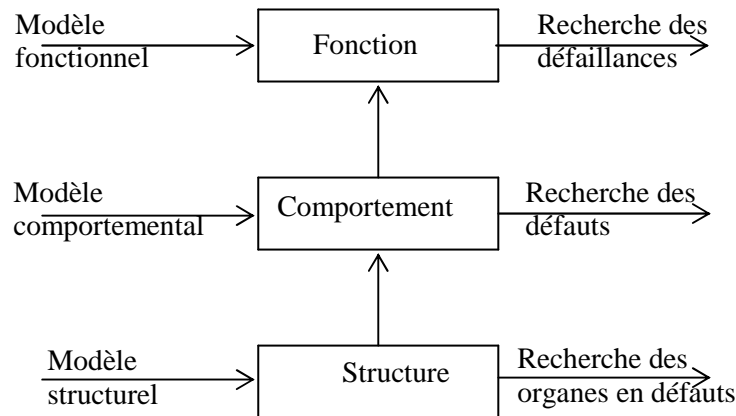 Modèle
fonctionnel
Fonction
Recherche des
défaillances
Modèle
comportemental
Comportement
Recherche des
défauts
Modèle
structurel
Structure
Recherche des
organes en défauts